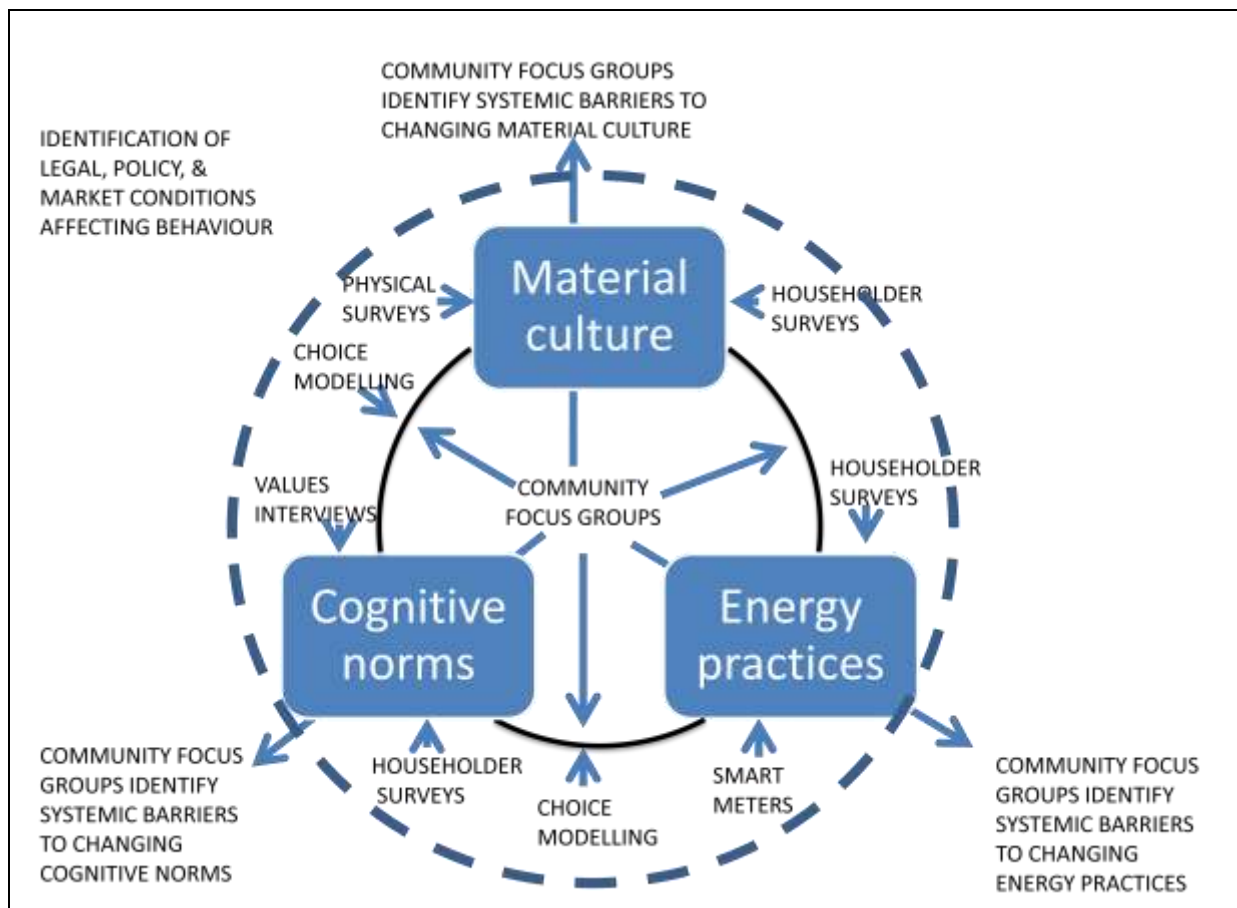 COMMUNITY FOCUS GROUPS
IDENTIFY SYSTEMIC BARRIERS TO
CHANGING MATERIAL CULTURE
IDENTIFICATION OF
LEGAL, POLICY, &
MARKET CONDITIONS
AFFECTING BEHAVIOUR
Material
culture
PHYSICAL
SURVEYS
HOUSEHOLDER
SURVEYS
CHOICE
MODELLING
VALUES
INTERVIEWS
COMMUNITY
FOCUS GROUPS
HOUSEHOLDER
SURVEYS
Cognitive
norms
Energy
practices
COMMUNITY FOCUS
GROUPS IDENTIFY
SYSTEMIC BARRIERS
TO CHANGING
COGNITIVE NORMS
HOUSEHOLDER
SURVEYS
CHOICE
MODELLING
SMART
METERS
COMMUNITY FOCUS
GROUPS IDENTIFY
SYSTEMIC BARRIERS
TO CHANGING
ENERGY PRACTICES